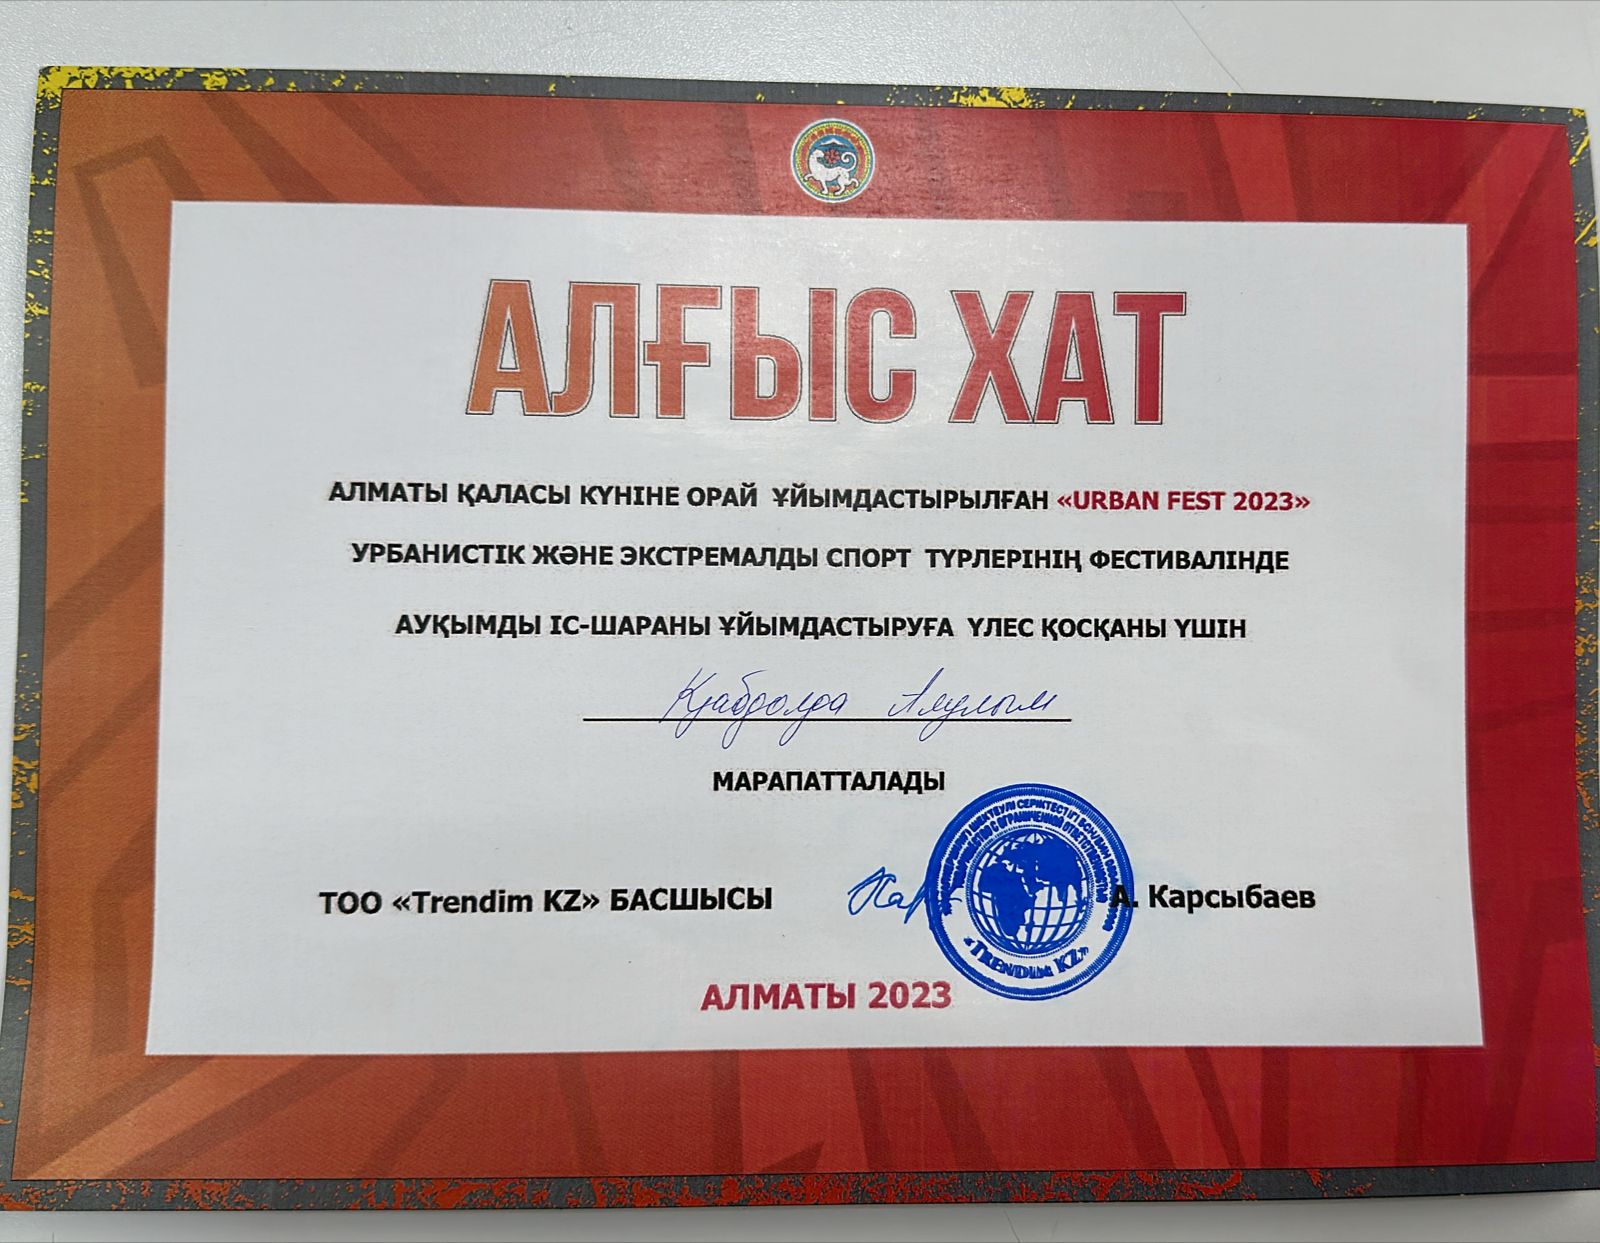 АЛҒЫС ХАТ
АЛМАТЫ ҚАЛАСЫ КҮНІНЕ ОРАЙ ҰЙЫМДАСТЫРЫЛҒАН «URBAN FEST 2023»
УРБАНИСТІК ЖӘНЕ ЭКСТРЕМАЛДЫ СПОРТ ТҮРЛЕРІНІҢ ФЕСТИВАЛІНДЕ
АУҚЫМДЫ ІС-ШАРАНЫ ҰЙЫМДАСТЫРУҒА ҮЛЕС ҚОСҚАНЫ ҮШІН
МАРАПАТТАЛАДЫ
ТОО «Trendim KZ» БАСШЫСЫ
А. Карсыбаев
«TRENDIM KZ»
АЛМАТЫ 2023